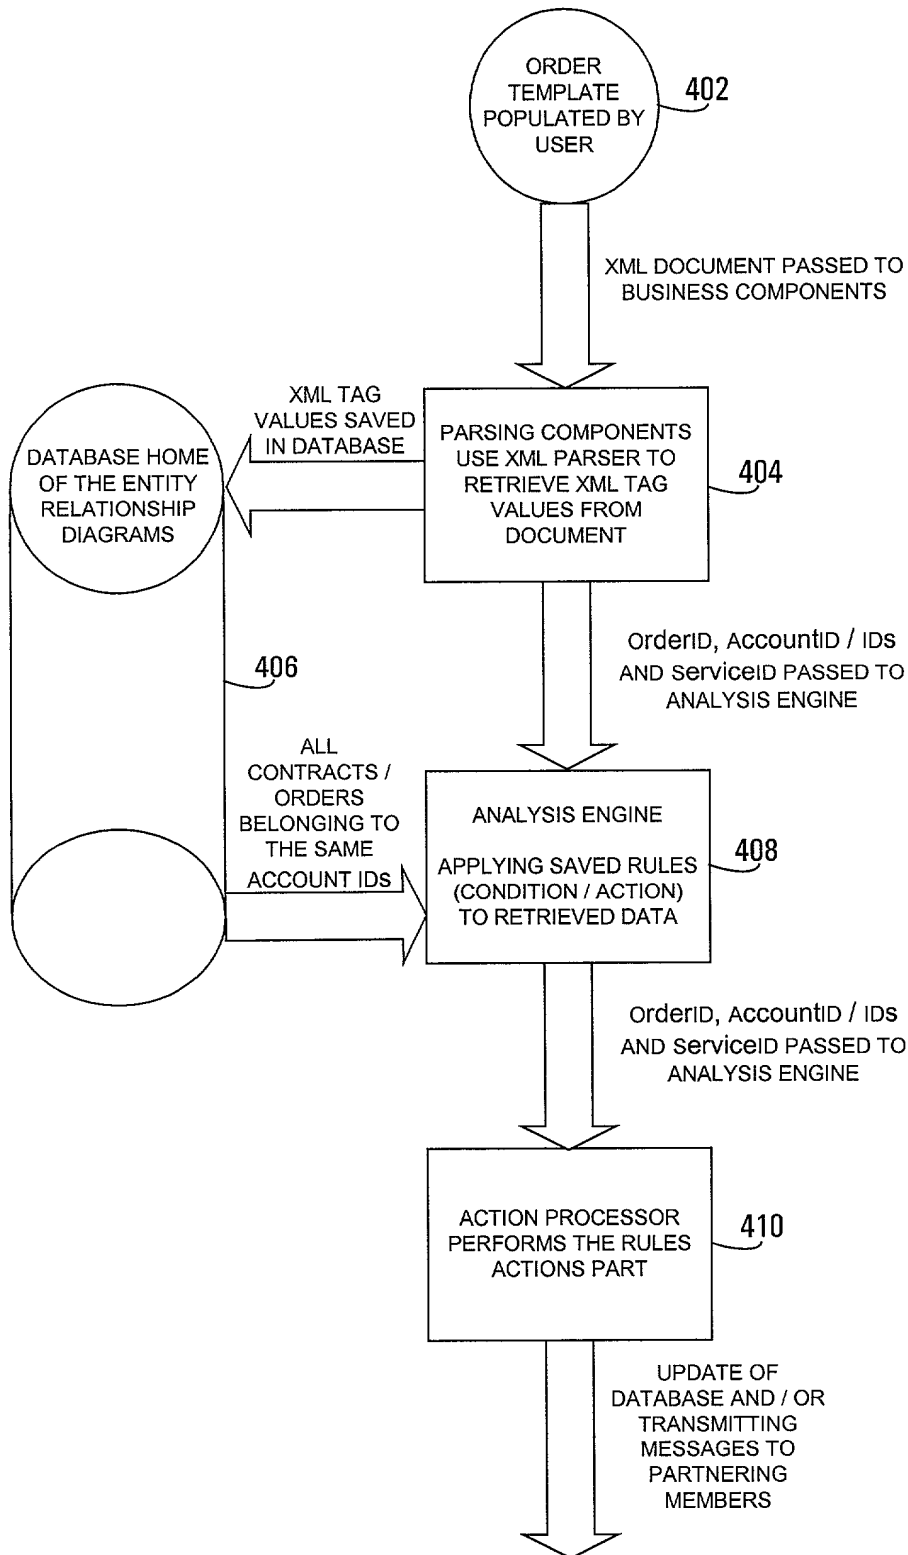 ORDER
TEMPLATE
POPULATED BY
USER
402
XML DOCUMENT PASSED TO
BUSINESS COMPONENTS
XML TAG
VALUES SAVED
IN DATABASE
PARSING COMPONENTS
USE XML PARSER TO
RETRIEVE XML TAG
VALUES FROM
DOCUMENT
404
DATABASE HOME
OF THE ENTITY
RELATIONSHIP
DIAGRAMS
406
OrderID, AccountID / IDs
AND ServiceID PASSED TO
ANALYSIS ENGINE
ALL
CONTRACTS /
ORDERS
BELONGING TO
THE SAME
ACCOUNT IDs
ANALYSIS ENGINE
APPLYING SAVED RULES
(CONDITION / ACTION)
TO RETRIEVED DATA
408
OrderID, AccountID / IDs
AND ServiceID PASSED TO
ANALYSIS ENGINE
ACTION PROCESSOR
PERFORMS THE RULES
ACTIONS PART
410
UPDATE OF
DATABASE AND / OR
TRANSMITTING
MESSAGES TO
PARTNERING
MEMBERS